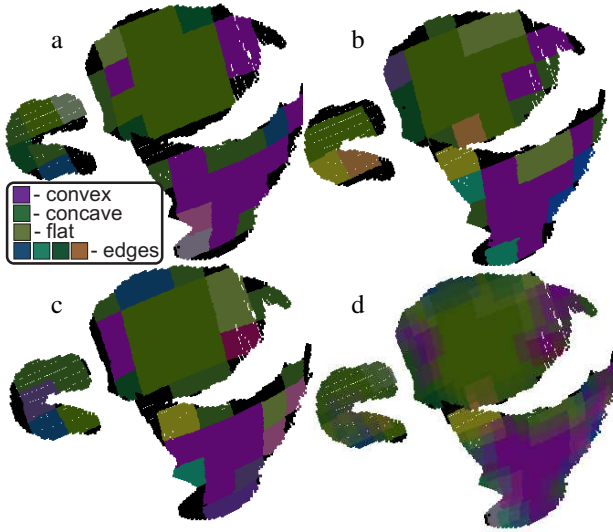 a
b
- convex
- concave
- flat
- edges
c
d